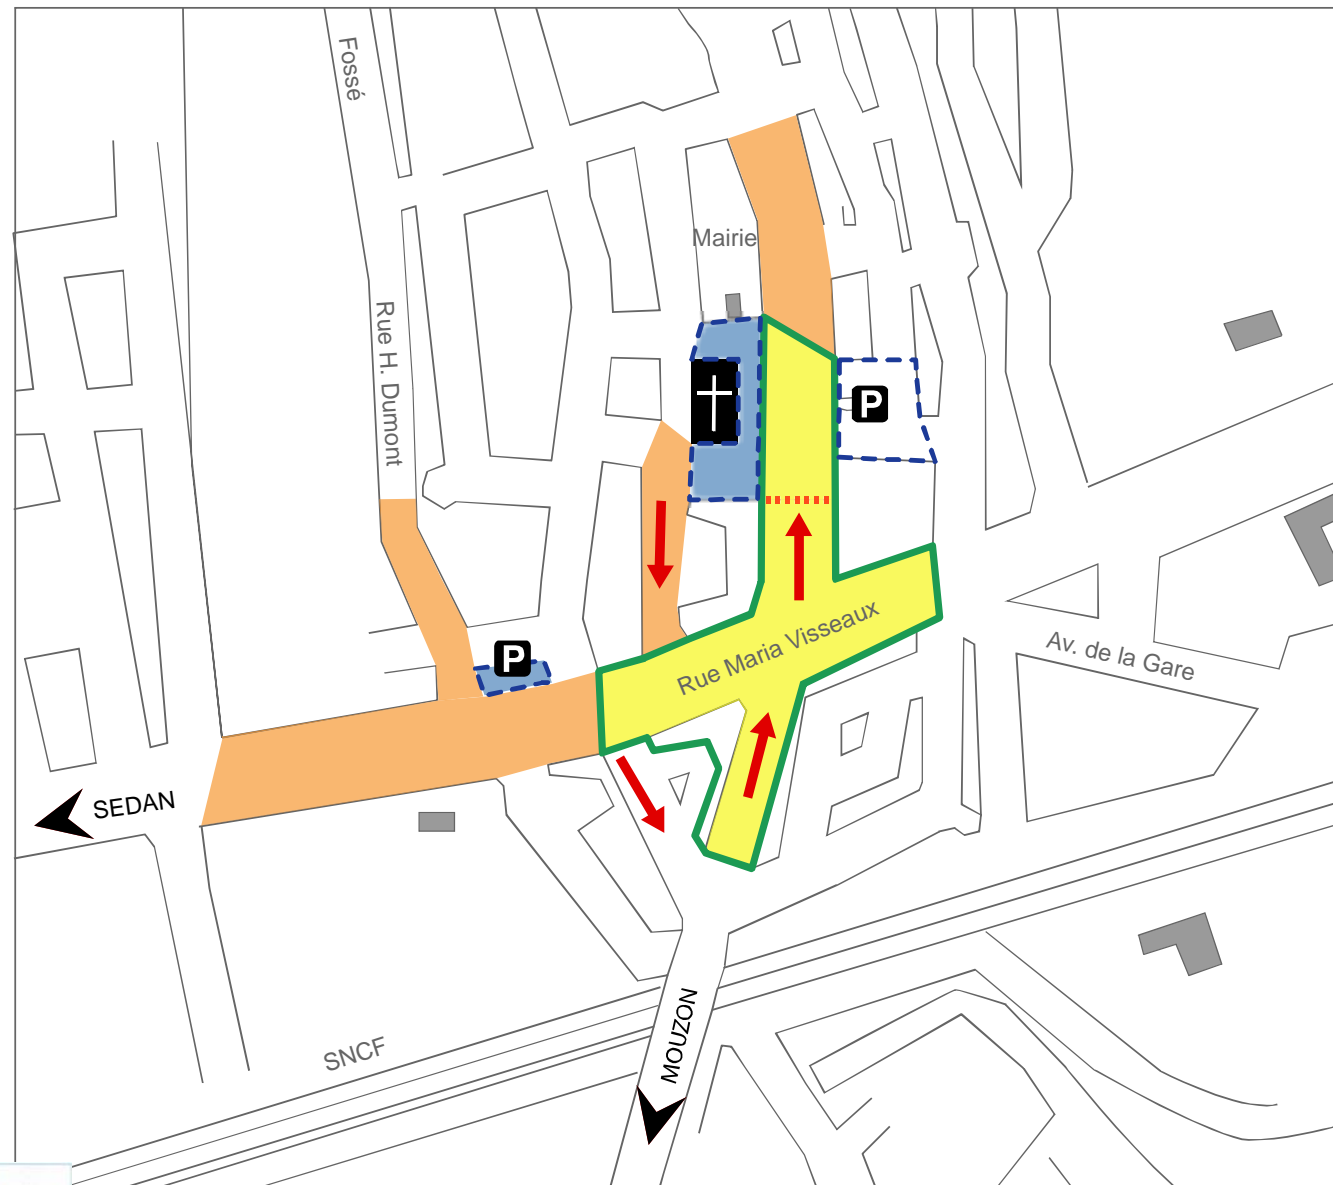 Fossé
Mairie
Rue H. Dumont
P
P
Rue Maria Visseaux
Av. de la Gare
SEDAN
MOUZON
SNCF